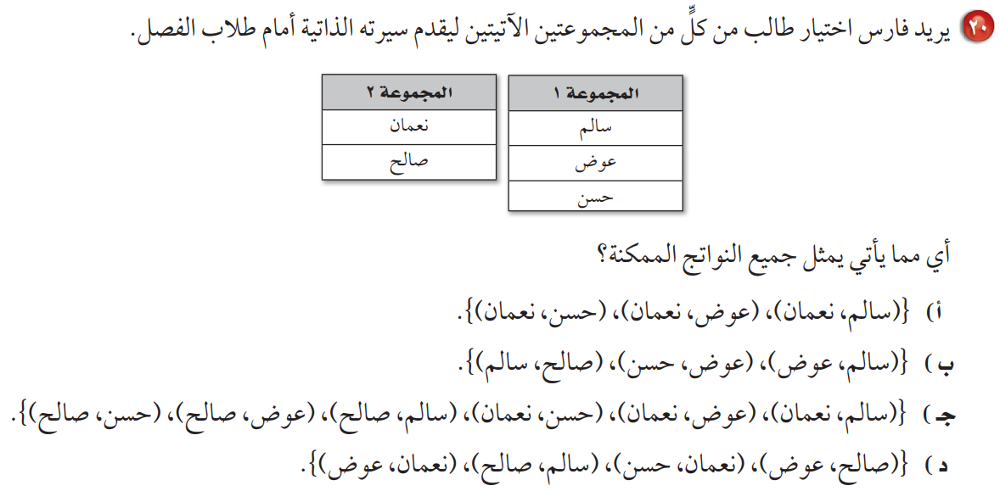 ٢٠ يريد فارس اختيار طالب من كلٍّ من المجموعتين الآتيتين ليقدم سيرته الذاتية أمام طلاب الفصل.
المجموعة ١
سالم
عوض
حسن
المجموعة ٢
نعمان
صالح
أي مما يأتي يمثل جميع النواتج الممكنة؟
أ) {(سالم، نعمان)، (عوض، نعمان)، (حسن، نعمان)}.
ب) {(سالم، عوض)، (عوض، حسن)، (صالح، سالم)}.
جـ) {(سالم، نعمان)، (عوض، نعمان)، (حسن، نعمان)، (سالم، صالح)، (عوض، صالح)، (حسن، صالح)}.
د) {(صالح، عوض)، (نعمان، حسن)، (سالم، صالح)، (نعمان، عوض)}.